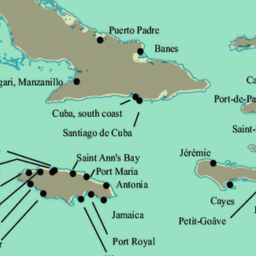 Puerto Padre
Banes
gari, Manzanillo
Ca
Cuba, south coast
Port-de-Pa
Santiago de Cuba
Saint-
Saint Ann's Bay
Jérémie
Port Maria
Antonia
Cayes
Jamaica
Petit-Goâve
Port Royal
r